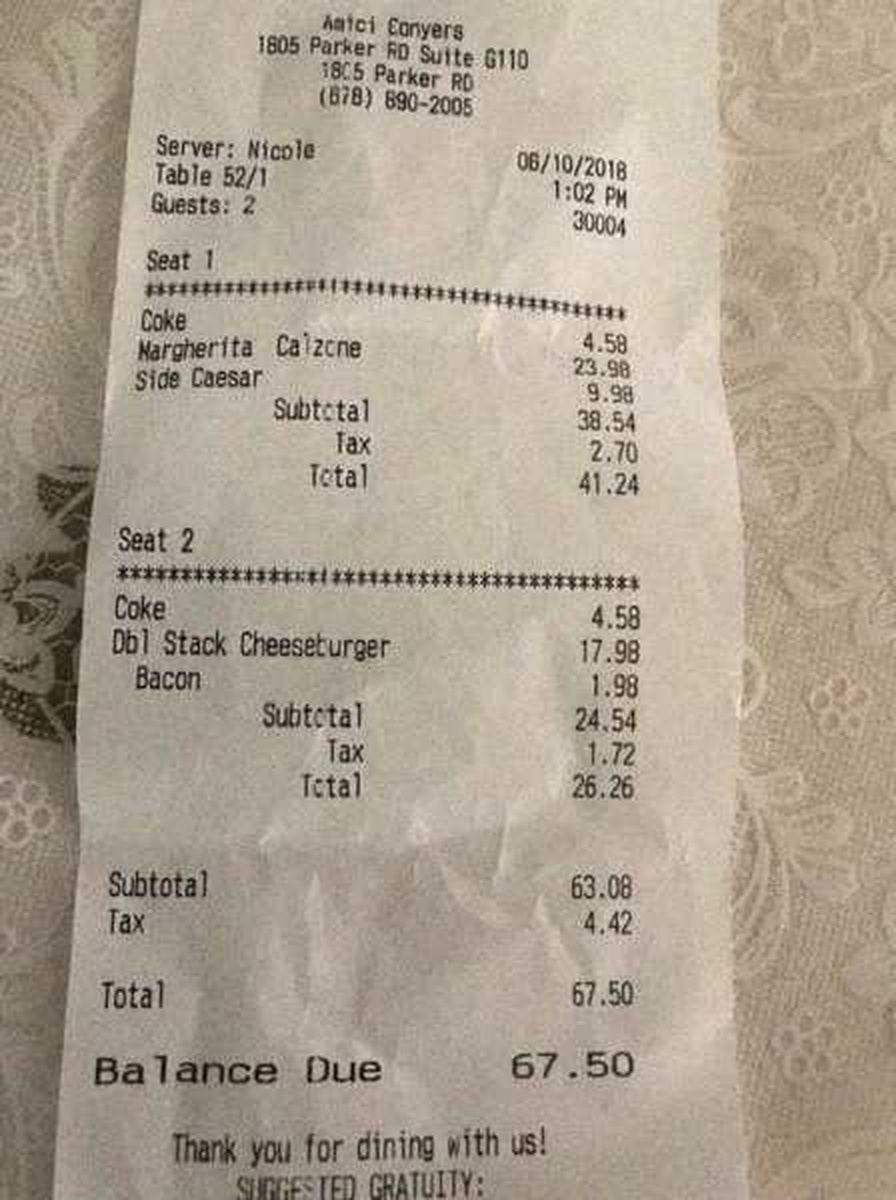 Amici Conyers
1805 Parker RD Suite G110
1805 Parker RD
(678) 690-2005
Server: Nicole 06/10/2018
Table 52/1 1:02 PM
Guests: 2 30004
Seat 1
*******************************************
Coke 4.58
Margherita Calzone 23.98
Side Caesar 9.98
Subtotal 38.54
Tax 2.70
Total 41.24
Seat 2
*******************************************
Coke 4.58
Dbl Stack Cheeseburger 17.98
Bacon 1.98
Subtotal 24.54
Tax 1.72
Total 26.26
Subtotal 63.08
Tax 4.42
Total 67.50
Balance Due 67.50
Thank you for dining with us!
SUGGESTED GRATUITY: